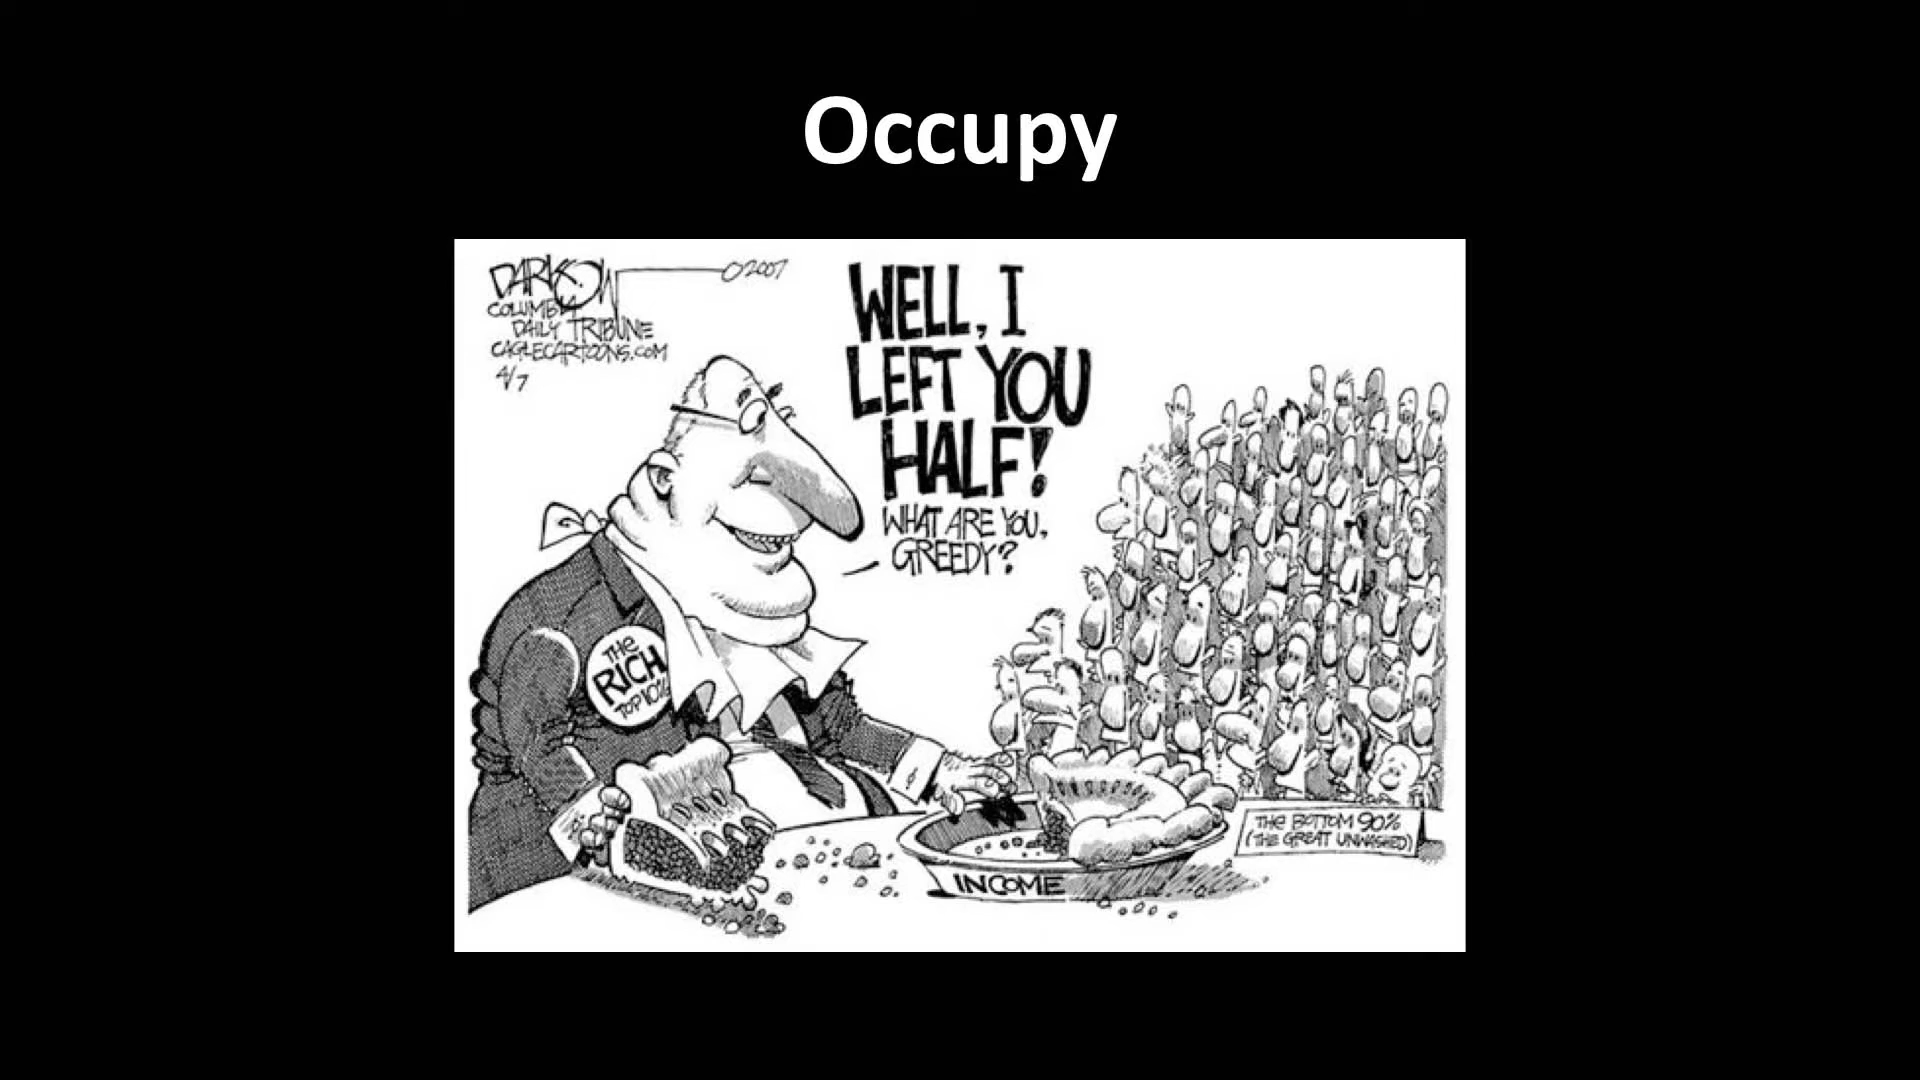 Occupy
DARKOW ©2007
COLUMBIA
DAILY TRIBUNE
CAGLECARTOONS.COM
4/7
WELL, I
LEFT YOU
HALF!
WHAT ARE YOU,
GREEDY?
THE
RICH
TOP 10%
INCOME
THE BOTTOM 90%
(THE GREAT UNWASHED)